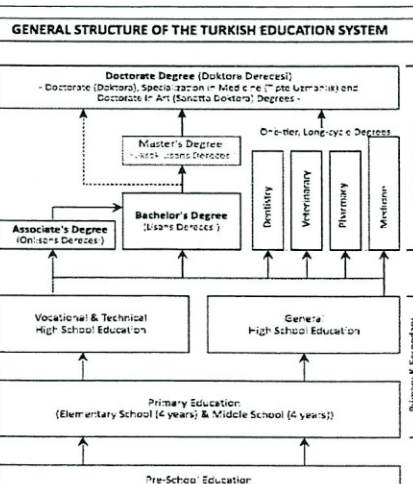 GENERAL STRUCTURE OF THE TURKISH EDUCATION SYSTEM
Doctorate Degree (Doktora Derecesi)
- Doctorate (Doktora), Specialization in Medicine (Tıpta Uzmanlık) and
Doctorate in Art (Sanatta Doktora) Degrees -
One-tier, Long-cycle Degrees
Master's Degree
Yüksek Lisans Derecesi
Dentistry
Veterinarary
Pharmacy
Medicine
Bachelor's Degree
(Lisans Derecesi)
Associate's Degree
(Önlisans Derecesi)
Vocational & Technical
High School Education
General
High School Education
Primary Education
(Elementary School (4 years) & Middle School (4 years))
Pre-School Education